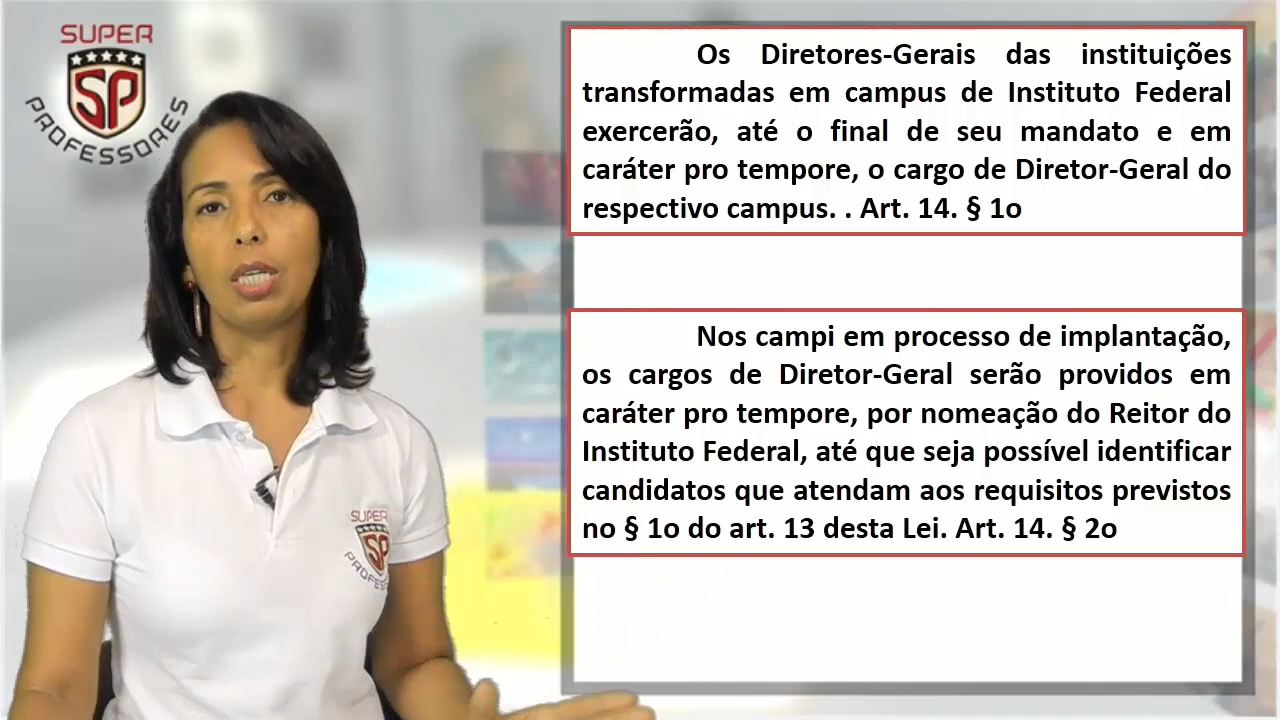 SUPER
SP
PROFESSORES
Os Diretores-Gerais das instituições
transformadas em campus de Instituto Federal
exercerão, até o final de seu mandato e em
caráter pro tempore, o cargo de Diretor-Geral do
respectivo campus. . Art. 14. § 1o
Nos campi em processo de implantação,
os cargos de Diretor-Geral serão providos em
caráter pro tempore, por nomeação do Reitor do
Instituto Federal, até que seja possível identificar
candidatos que atendam aos requisitos previstos
no § 1o do art. 13 desta Lei. Art. 14. § 2o
SUPER
SP
PROFES